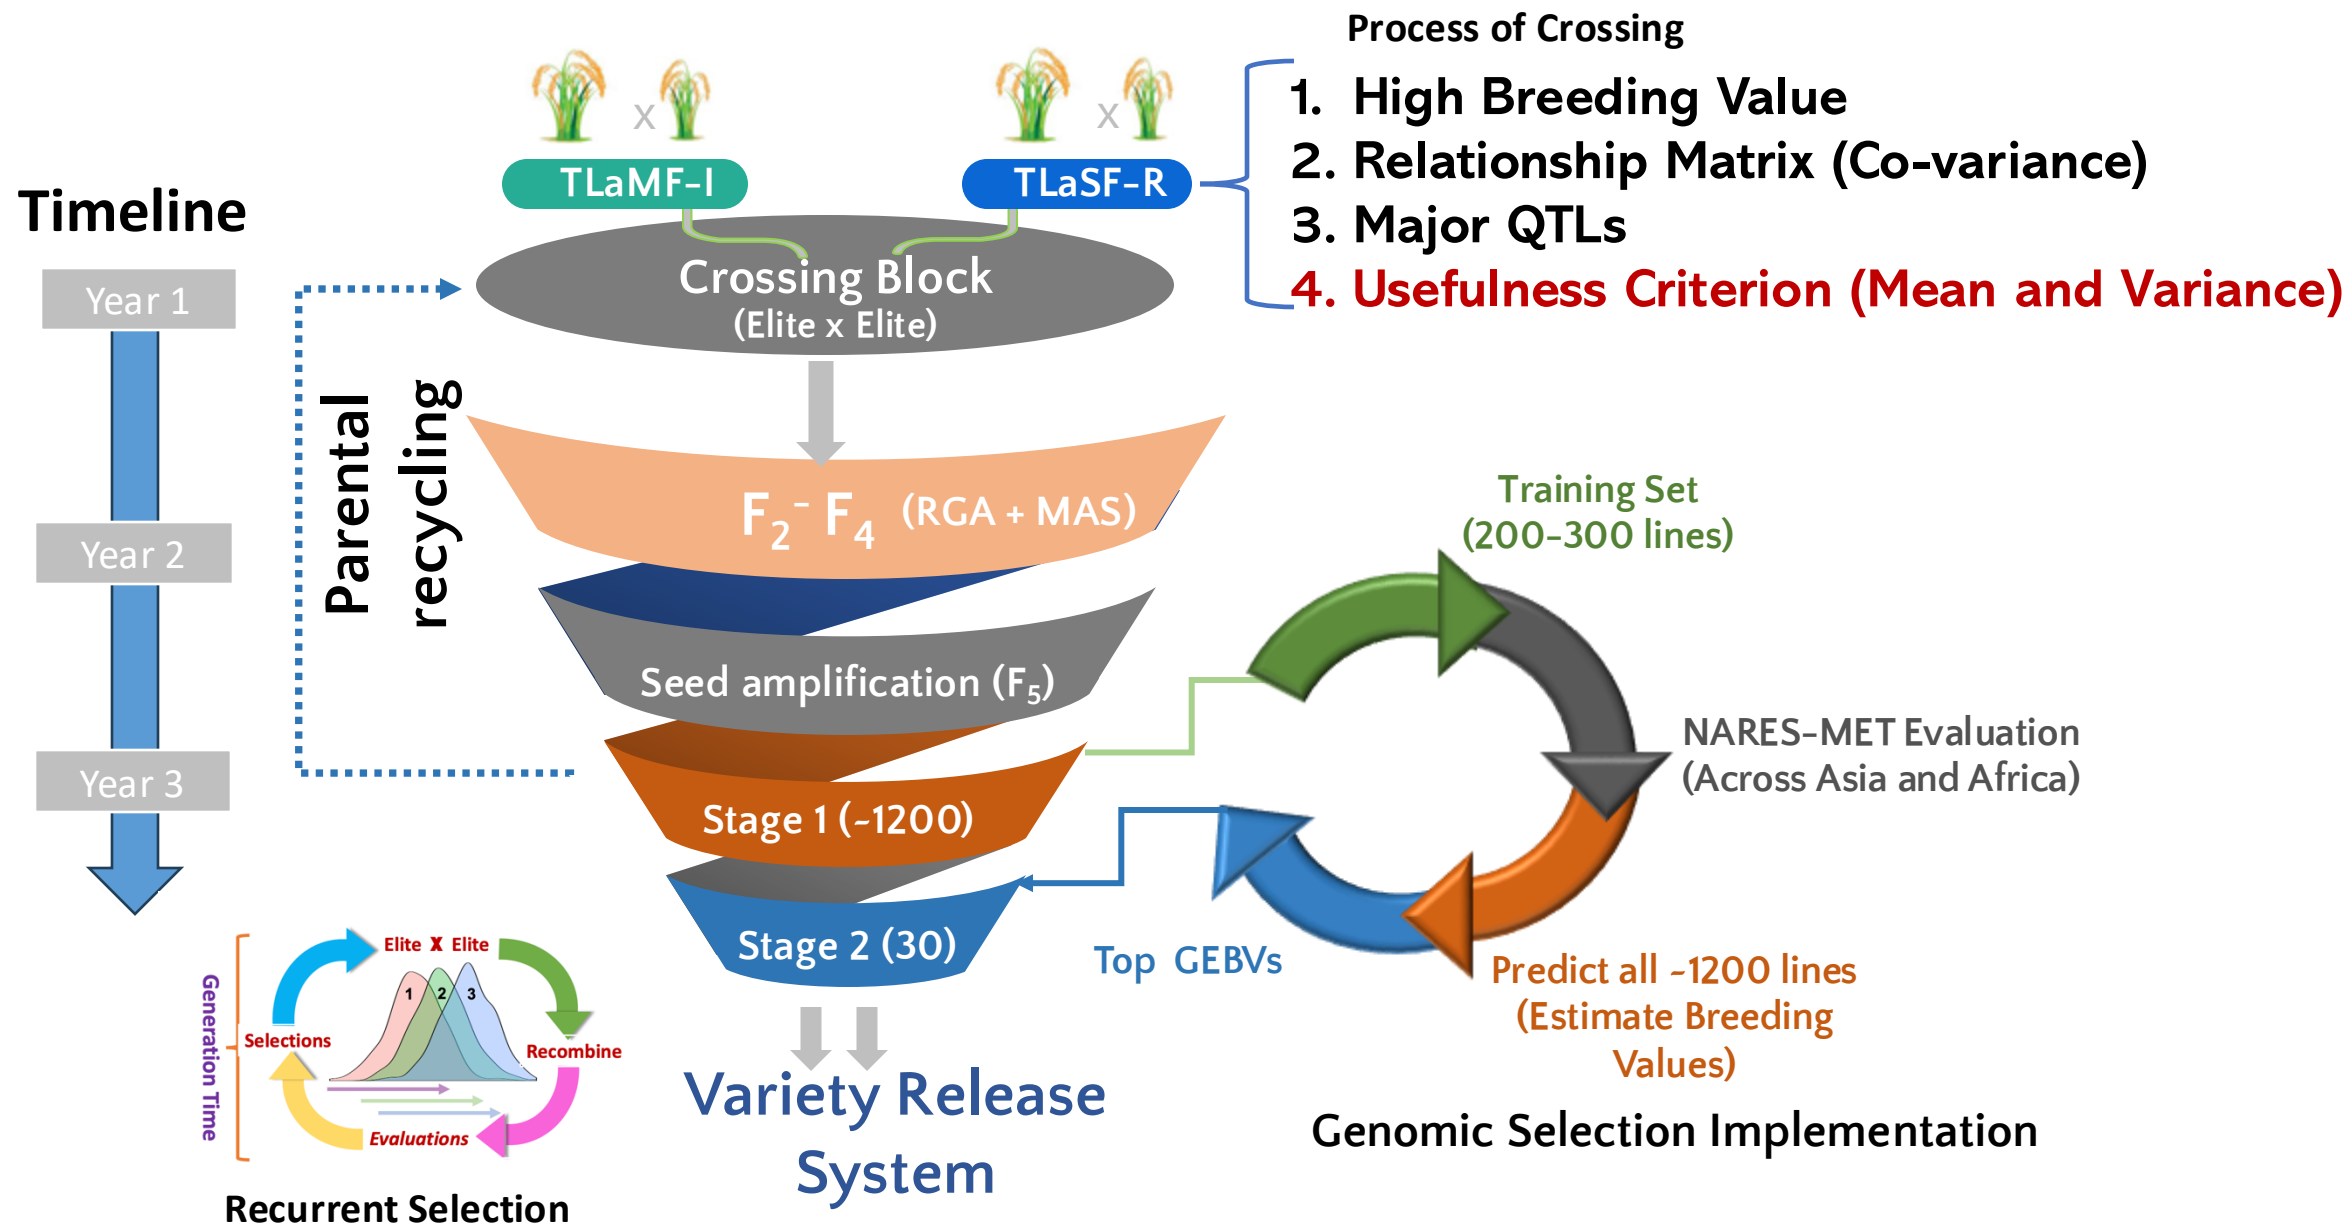 Process of Crossing
1. High Breeding Value
2. Relationship Matrix (Co-variance)
3. Major QTLs
4. Usefulness Criterion (Mean and Variance)
x
x
TLaMF-I
TLaSF-R
Timeline
Year 1
Year 2
Year 3
Crossing Block
(Elite x Elite)
Parental
recycling
F2- F4 (RGA + MAS)
Seed amplification (F5)
Stage 1 (~1200)
Stage 2 (30)
Variety Release
System
Training Set
(200-300 lines)
NARES-MET Evaluation
(Across Asia and Africa)
Predict all ~1200 lines
(Estimate Breeding
Values)
Top GEBVs
Genomic Selection Implementation
Generation Time
Elite X Elite
1 2 3
Selections
Recombine
Evaluations
Recurrent Selection